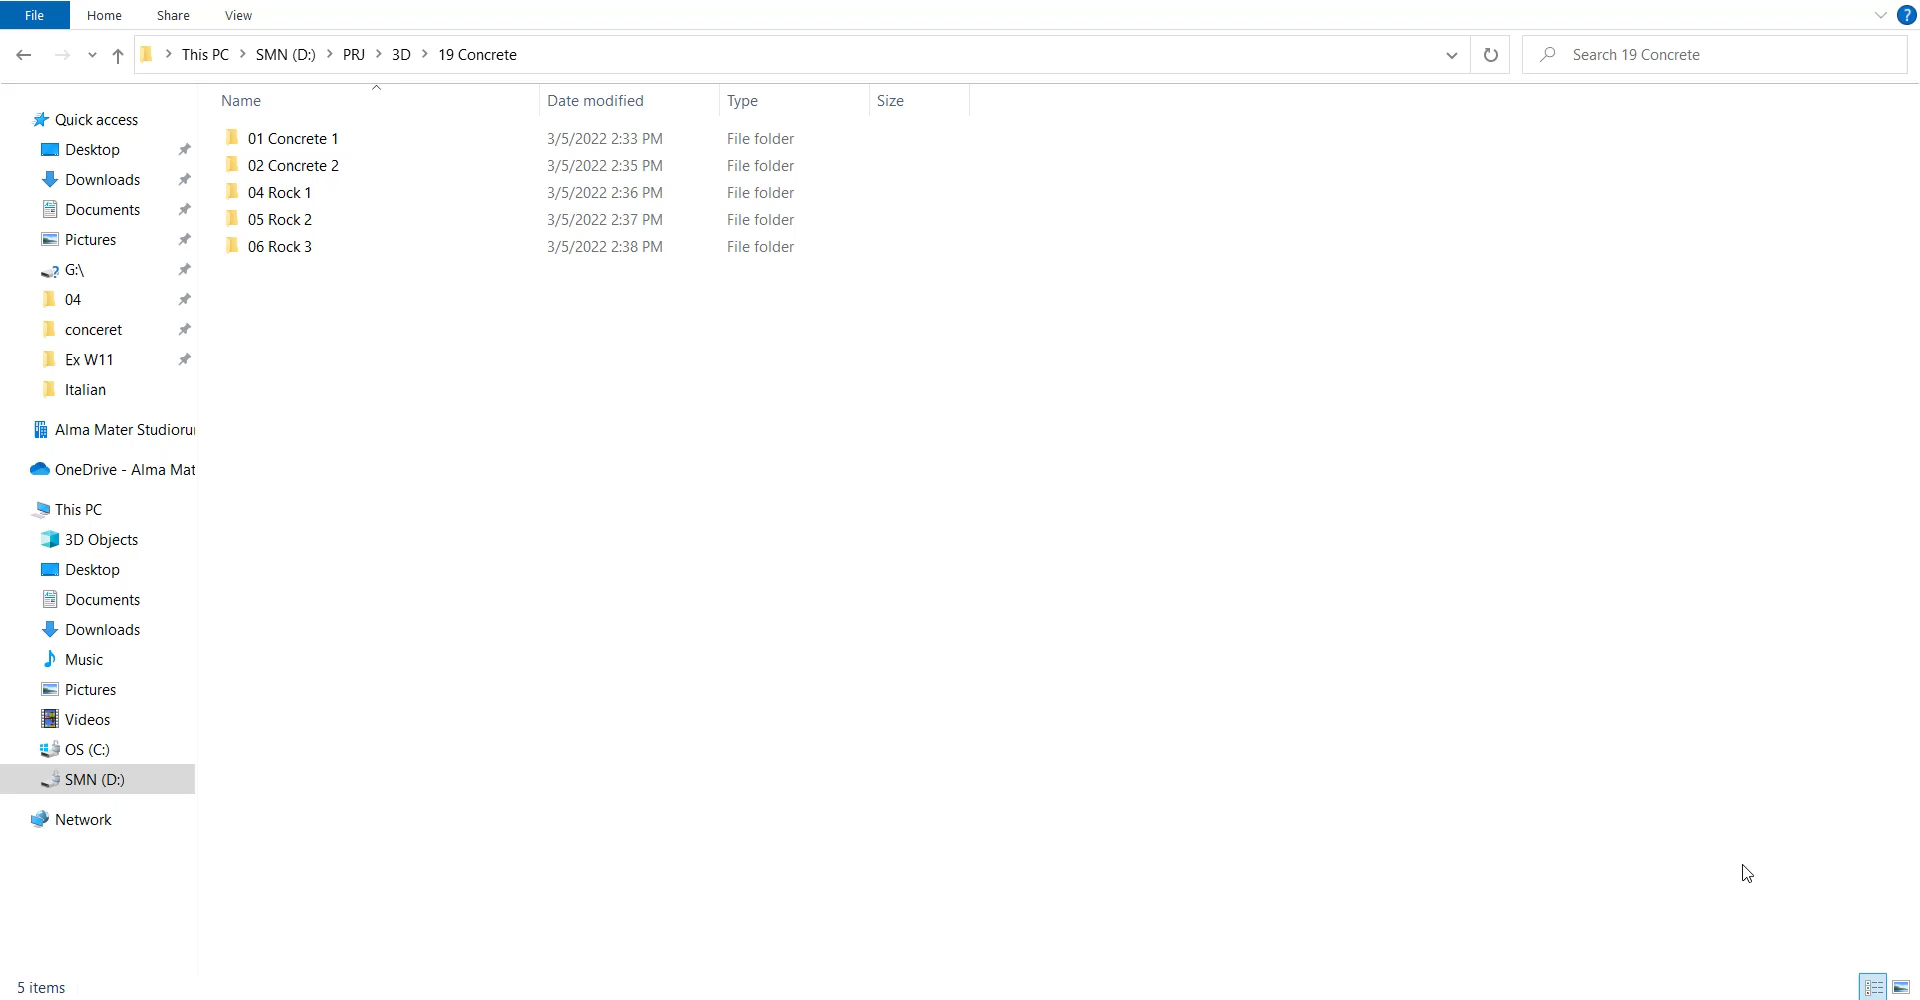 File Home Share View ?
This PC > SMN (D:) > PRJ > 3D > 19 Concrete
Search 19 Concrete
Name Date modified Type Size
01 Concrete 1 3/5/2022 2:33 PM File folder
02 Concrete 2 3/5/2022 2:35 PM File folder
04 Rock 1 3/5/2022 2:36 PM File folder
05 Rock 2 3/5/2022 2:37 PM File folder
06 Rock 3 3/5/2022 2:38 PM File folder
Quick access
Desktop
Downloads
Documents
Pictures
G:\
04
conceret
Ex W11
Italian
Alma Mater Studioru
OneDrive - Alma Mat
This PC
3D Objects
Desktop
Documents
Downloads
Music
Pictures
Videos
OS (C:)
SMN (D:)
Network
5 items